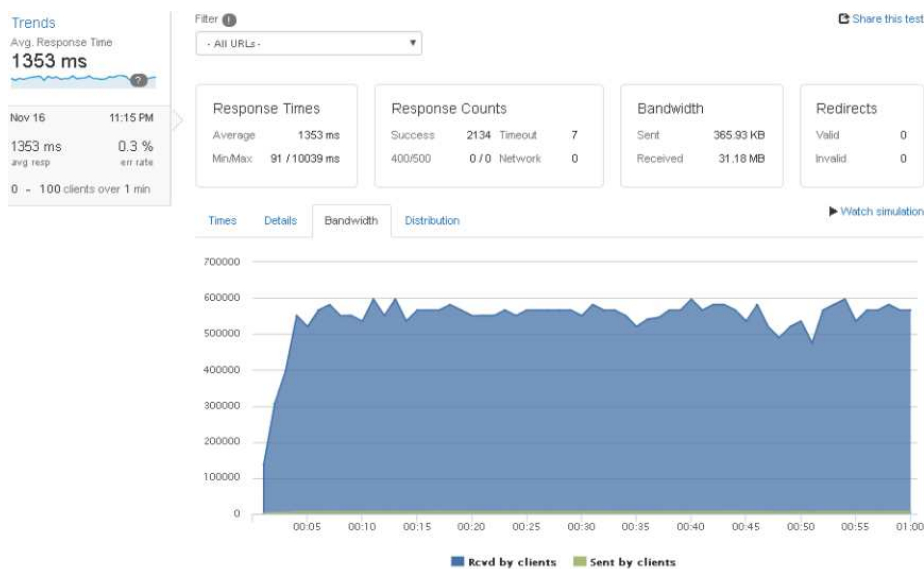 Trends
Avg. Response Time
1353 ms
?
Nov 16 11:15 PM
1353 ms 0.3 %
avg resp err rate
0 - 100 clients over 1 min
Filter !
- All URLs -
Share this test
Response Times
Average 1353 ms
Min/Max 91 / 10039 ms
Response Counts
Success 2134 Timeout 7
400/500 0 / 0 Network 0
Bandwidth
Sent 365.93 KB
Received 31.18 MB
Redirects
Valid 0
Invalid 0
Times Details Bandwidth Distribution
Watch simulation
700000
600000
500000
400000
300000
200000
100000
0
00:05 00:10 00:15 00:20 00:25 00:30 00:35 00:40 00:45 00:50 00:55 01:00
Rcvd by clients Sent by clients